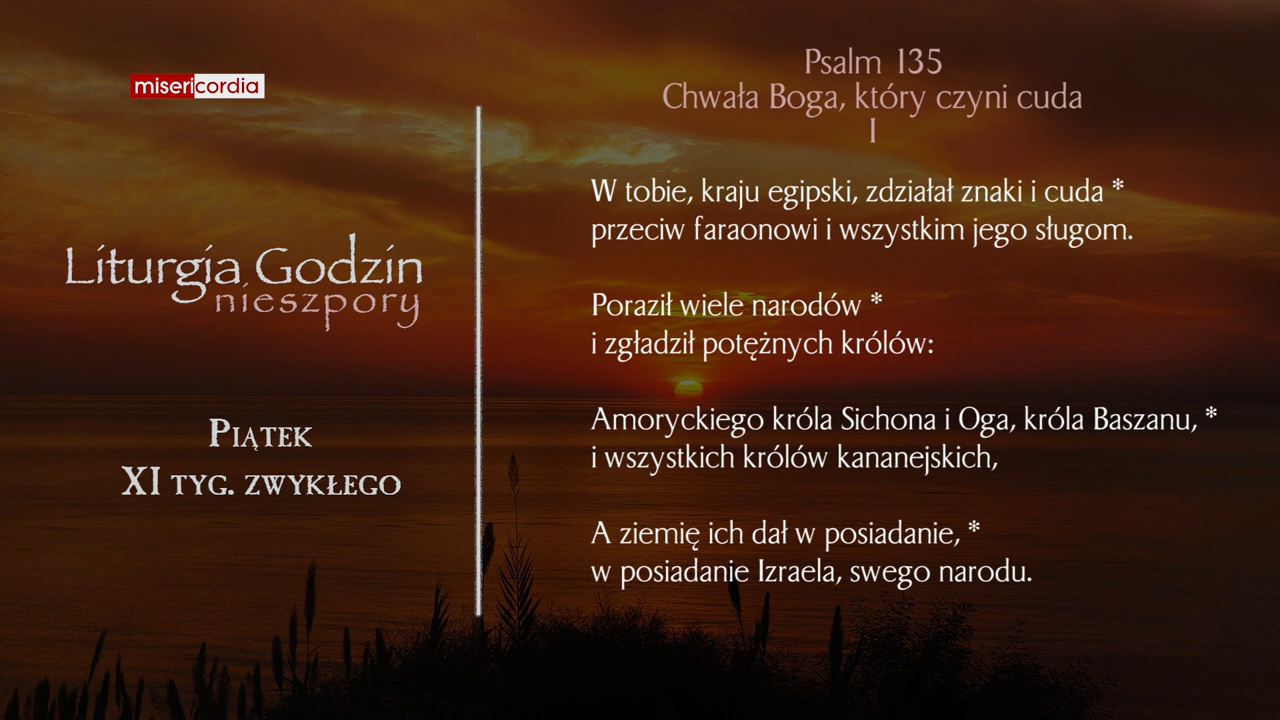 misericordia
Liturgia Godzin
nieszpory
Piątek
XI tyg. zwykłego
Psalm 135
Chwała Boga, który czyni cuda
I
W tobie, kraju egipski, zdziałał znaki i cuda *
przeciw faraonowi i wszystkim jego sługom.
Poraził wiele narodów *
i zgładził potężnych królów:
Amoryckiego króla Sichona i Oga, króla Baszanu, *
i wszystkich królów kananejskich,
A ziemię ich dał w posiadanie, *
w posiadanie Izraela, swego narodu.